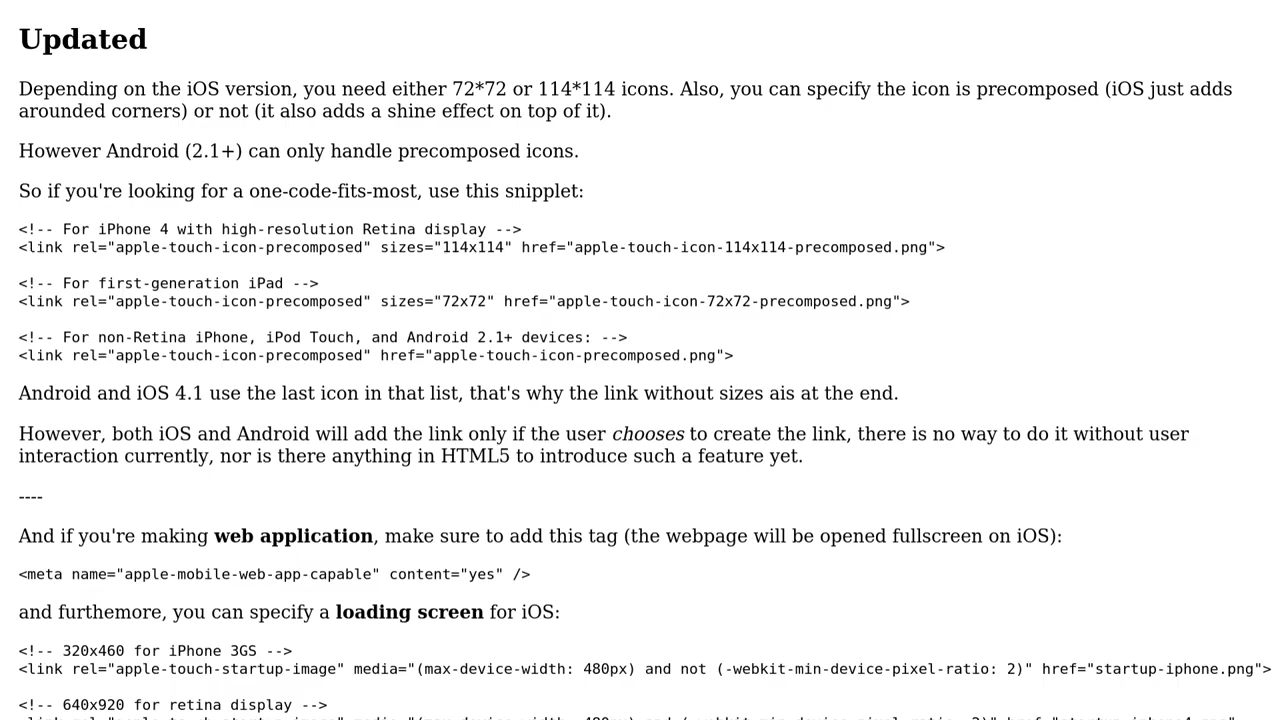 Updated
Depending on the iOS version, you need either 72*72 or 114*114 icons. Also, you can specify the icon is precomposed (iOS just adds
arounded corners) or not (it also adds a shine effect on top of it).
However Android (2.1+) can only handle precomposed icons.
So if you're looking for a one-code-fits-most, use this snipplet:
<!-- For iPhone 4 with high-resolution Retina display -->
<link rel="apple-touch-icon-precomposed" sizes="114x114" href="apple-touch-icon-114x114-precomposed.png">
<!-- For first-generation iPad -->
<link rel="apple-touch-icon-precomposed" sizes="72x72" href="apple-touch-icon-72x72-precomposed.png">
<!-- For non-Retina iPhone, iPod Touch, and Android 2.1+ devices: -->
<link rel="apple-touch-icon-precomposed" href="apple-touch-icon-precomposed.png">
Android and iOS 4.1 use the last icon in that list, that's why the link without sizes ais at the end.
However, both iOS and Android will add the link only if the user chooses to create the link, there is no way to do it without user
interaction currently, nor is there anything in HTML5 to introduce such a feature yet.
----
And if you're making web application, make sure to add this tag (the webpage will be opened fullscreen on iOS):
<meta name="apple-mobile-web-app-capable" content="yes" />
and furthemore, you can specify a loading screen for iOS:
<!-- 320x460 for iPhone 3GS -->
<link rel="apple-touch-startup-image" media="(max-device-width: 480px) and not (-webkit-min-device-pixel-ratio: 2)" href="startup-iphone.png">
<!-- 640x920 for retina display -->